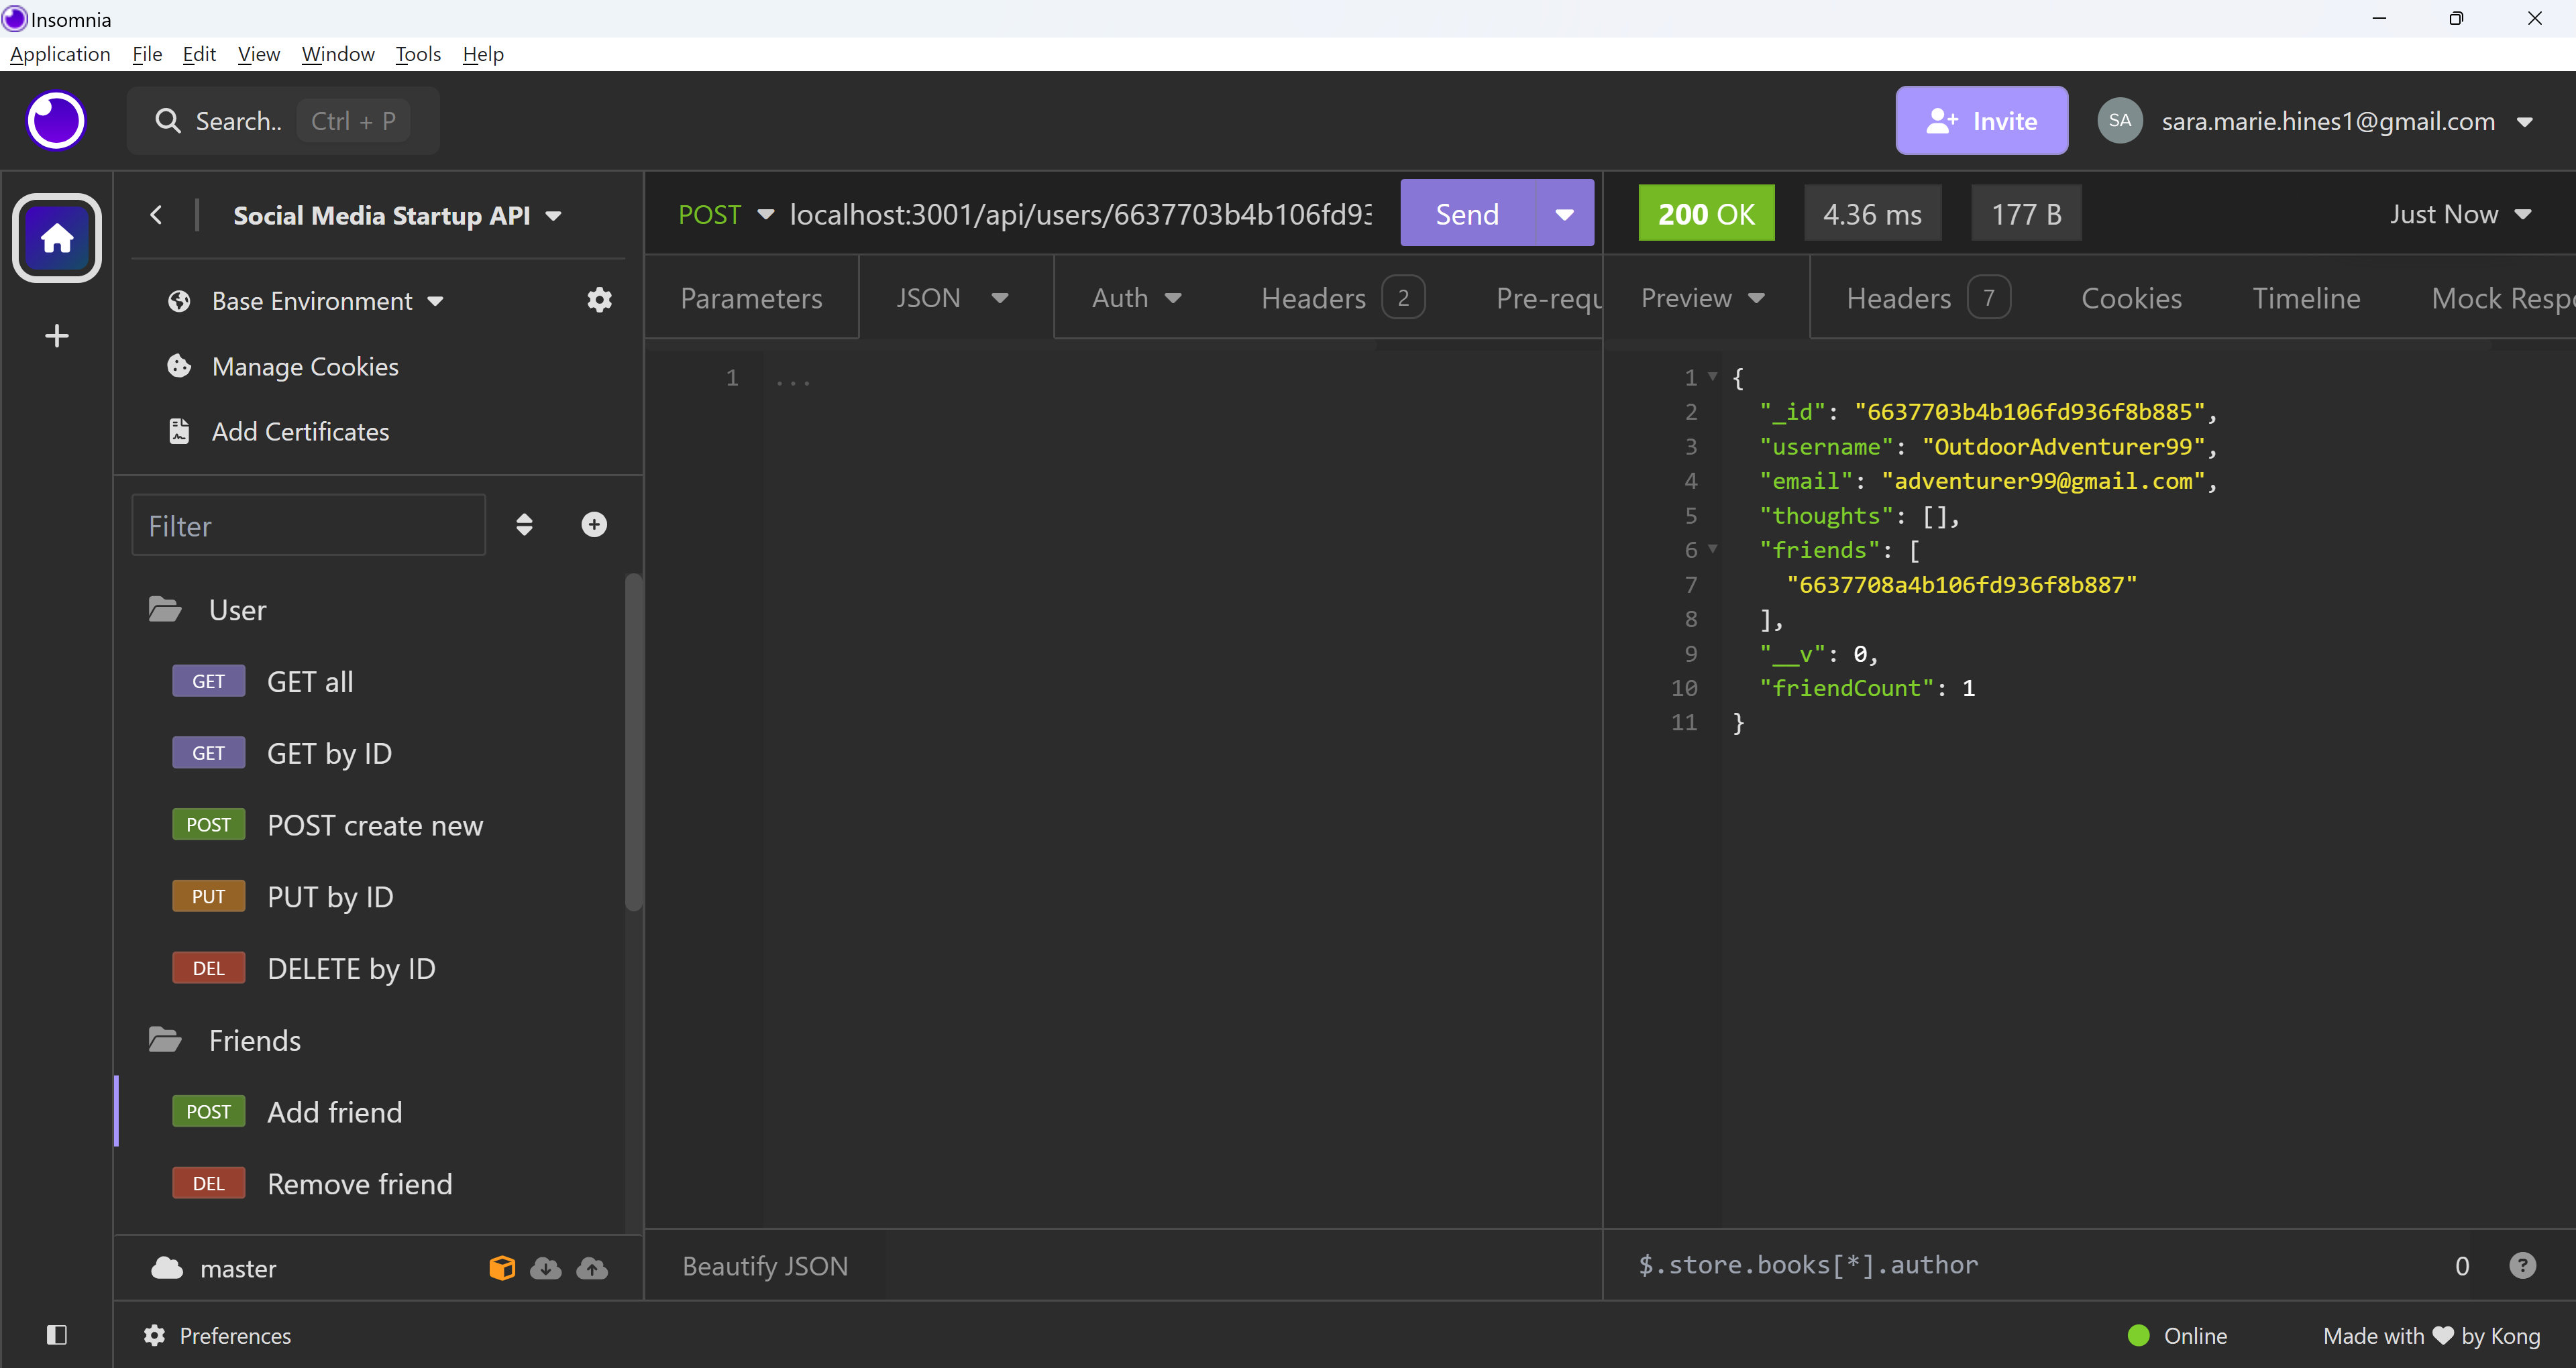 Insomnia
Application File Edit View Window Tools Help
Search.. Ctrl + P
Invite
SA sara.marie.hines1@gmail.com
Social Media Startup API
Base Environment
Manage Cookies
Add Certificates
Filter
User
GET GET all
GET GET by ID
POST POST create new
PUT PUT by ID
DEL DELETE by ID
Friends
POST Add friend
DEL Remove friend
master
POST localhost:3001/api/users/6637703b4b106fd93 Send
Parameters JSON Auth Headers 2 Pre-requ
1 ...
Beautify JSON
200 OK 4.36 ms 177 B Just Now
Preview Headers 7 Cookies Timeline Mock Resp
1 {
2 "_id": "6637703b4b106fd936f8b885",
3 "username": "OutdoorAdventurer99",
4 "email": "adventurer99@gmail.com",
5 "thoughts": [],
6 "friends": [
7 "6637708a4b106fd936f8b887"
8 ],
9 "__v": 0,
10 "friendCount": 1
11 }
$.store.books[*].author 0 ?
Preferences
Online Made with ♥ by Kong